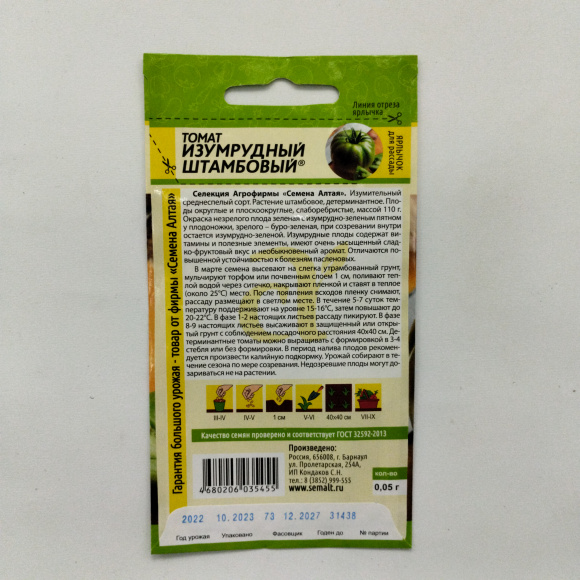 Линия отреза
ярлычка
ТОМАТ
ИЗУМРУДНЫЙ
ШТАМБОВЫЙ®
ЯРЛЫЧОК
для рассады
Гарантия большого урожая - товар от фирмы «Семена Алтая»
Селекция Агрофирмы «Семена Алтая». Изумительный
среднеспелый сорт. Растение штамбовое, детерминантное. Пло-
ды округлые и плоскоокруглые, слаборебристые, массой 110 г.
Окраска незрелого плода зеленая с изумрудно-зеленым пятном
у плодоножки, зрелого – буро-зеленая, при созревании внутри
остается изумрудно-зеленой. Изумрудные плоды содержат ви-
тамины и полезные элементы, имеют очень насыщенный слад-
ко-фруктовый вкус и необыкновенный аромат. Отличаются по-
вышенной устойчивостью к болезням пасленовых.
В марте семена высевают на слегка утрамбованный грунт,
мульчируют торфом или почвенным слоем 1 см, поливают теп-
лой водой через ситечко, накрывают пленкой и ставят в теплое
(около 25°С) место. После появления всходов пленку снимают,
рассаду размещают в светлом месте. В течение 5-7 суток тем-
пературу поддерживают на уровне 15-16°С, затем повышают до
20-22°С. В фазе 1-2 настоящих листьев рассаду пикируют. В фазе
8-9 настоящих листьев высаживают в защищенный или откры-
тый грунт с соблюдением посадочного расстояния 40х40 см. Де-
терминантные томаты можно выращивать с формировкой в 3-4
стебля или без формировки. В период налива плодов рекоменду-
ется произвести калийную подкормку. Урожай собирают в те-
чение сезона по мере созревания. Недозревшие плоды могут до-
зариваться не на растении.
III-IV IV-V 1 см V-VI 40х40 см VII-IX
Качество семян проверено и соответствует ГОСТ 32592-2013
Произведено:
Россия, 656008, г. Барнаул
ул. Пролетарская, 254А,
ИП Кондаков С.Н.
тел.: 8 (3852) 999-555
www.semalt.ru
кол-во
0,05 г
4 680206 035455
2022 10.2023 73 12.2027 31438
Год урожая Упаковано Фасовщик Годен до № партии